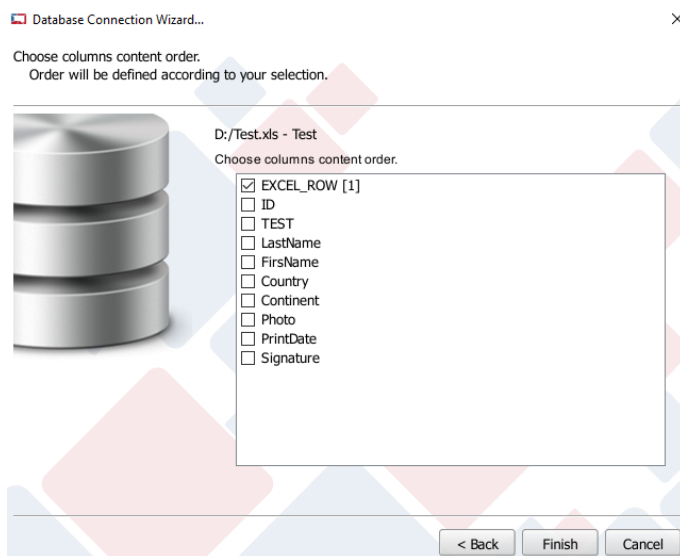 Database Connection Wizard...
Choose columns content order.
Order will be defined according to your selection.
D:/Test.xls - Test
Choose columns content order.
EXCEL_ROW [1]
ID
TEST
LastName
FirsName
Country
Continent
Photo
PrintDate
Signature
< Back
Finish
Cancel